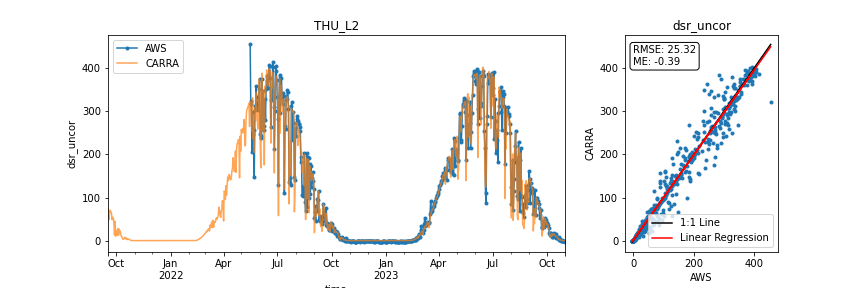 THU_L2
AWS
CARRA
dsr_uncor
400
300
200
100
0
Oct
Jan
2022
Apr
Jul
Oct
Jan
2023
Apr
Jul
Oct
time
dsr_uncor
RMSE: 25.32
ME: -0.39
CARRA
400
300
200
100
0
1:1 Line
Linear Regression
0
200
400
AWS